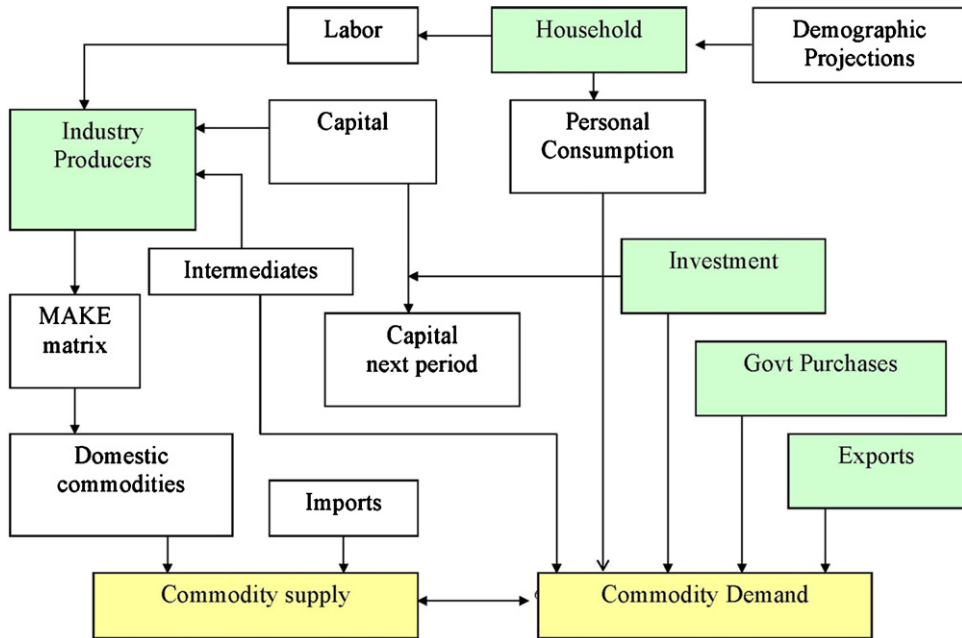 Labor
Household
Demographic
Projections
Industry
Producers
Capital
Personal
Consumption
Intermediates
Investment
MAKE
matrix
Capital
next period
Govt Purchases
Domestic
commodities
Exports
Imports
Commodity supply
Commodity Demand